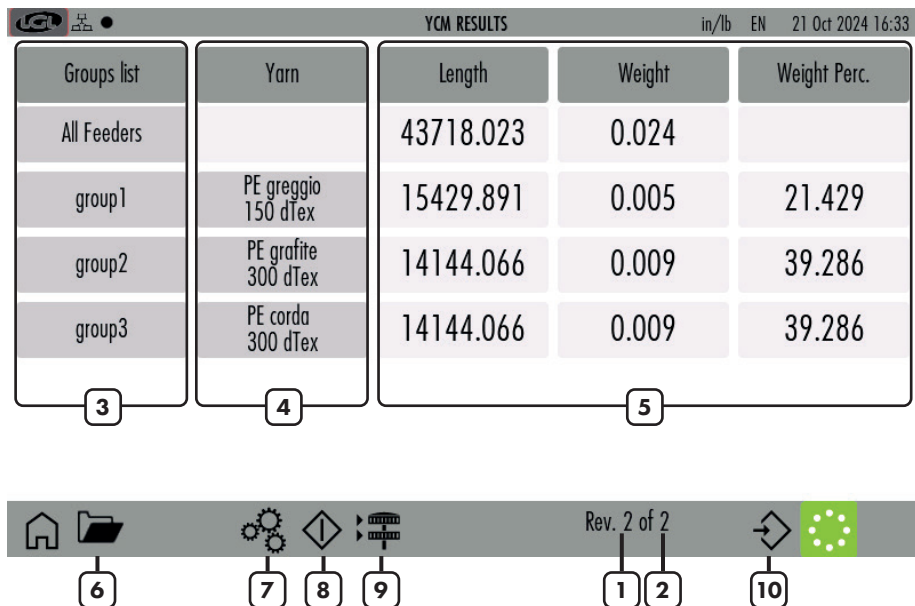 LGL YCM RESULTS in/lb EN 21 Oct 2024 16:33
Groups list Yarn Length Weight Weight Perc.
All Feeders 43718.023 0.024
group1 PE greggio 150 dTex 15429.891 0.005 21.429
group2 PE grafite 300 dTex 14144.066 0.009 39.286
group3 PE corda 300 dTex 14144.066 0.009 39.286
3 4 5
Rev. 2 of 2
6 7 8 9 1 2 10